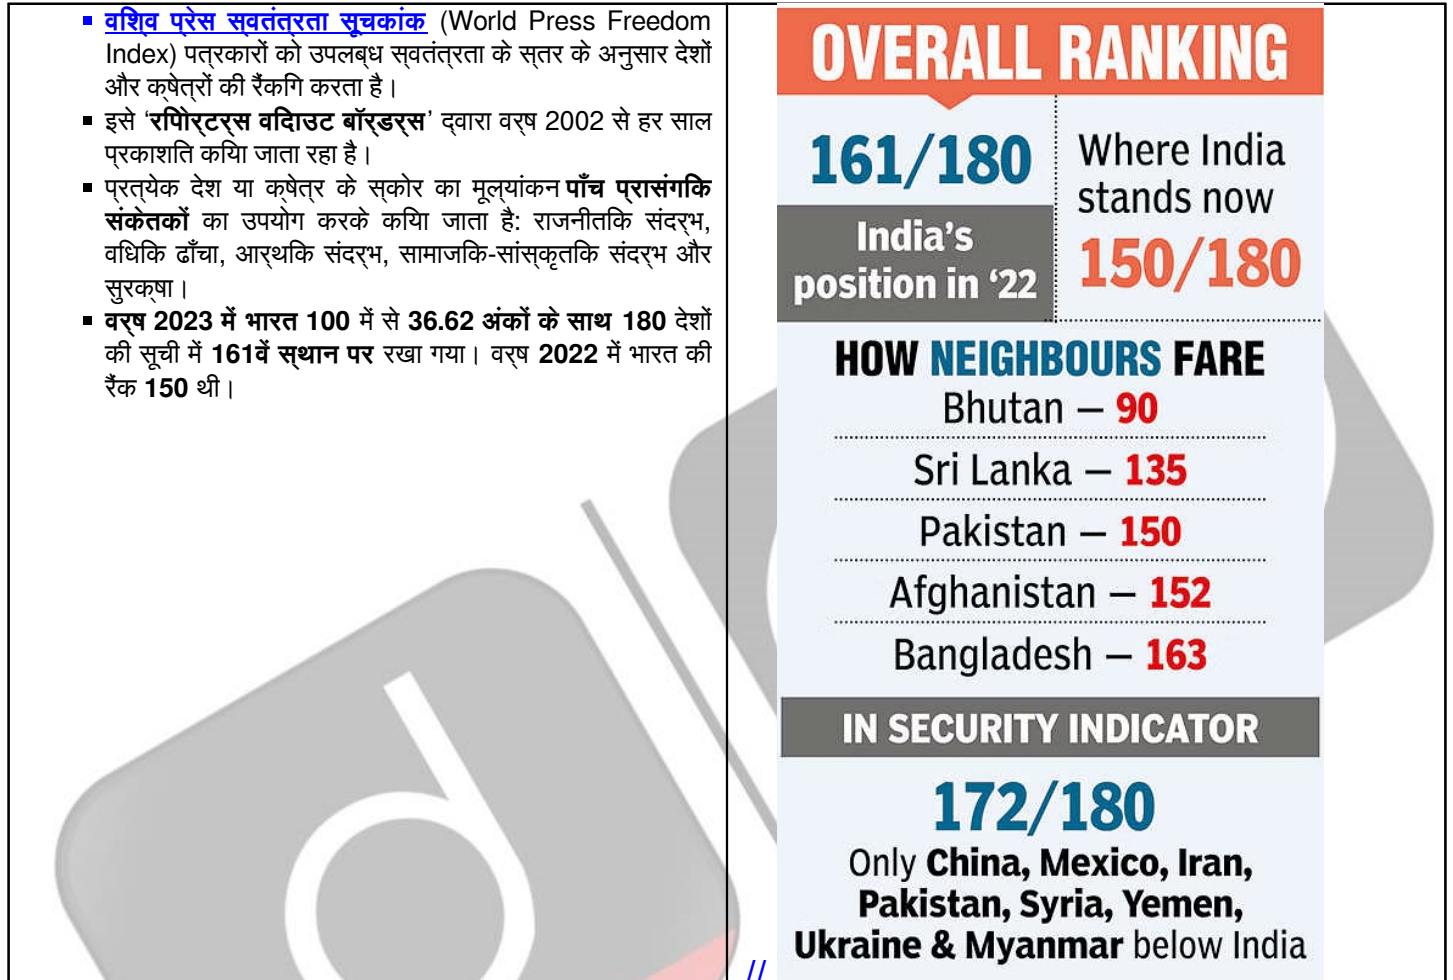 विश्व प्रेस स्वतंत्रता सूचकांक (World Press Freedom
Index) पत्रकारों को उपलब्ध स्वतंत्रता के स्तर के अनुसार देशों
और क्षेत्रों की रैंकिंग करता है।
इसे ‘रिपोर्टर्स विदाउट बॉर्डर्स’ द्वारा वर्ष 2002 से हर साल
प्रकाशित किया जाता रहा है।
प्रत्येक देश या क्षेत्र के स्कोर का मूल्यांकन पाँच प्रासंगिक
संकेतकों का उपयोग करके किया जाता है: राजनीतिक संदर्भ,
विधिक ढाँचा, आर्थिक संदर्भ, सामाजिक-सांस्कृतिक संदर्भ और
सुरक्षा।
वर्ष 2023 में भारत 100 में से 36.62 अंकों के साथ 180 देशों
की सूची में 161वें स्थान पर रखा गया। वर्ष 2022 में भारत की
रैंक 150 थी।
OVERALL RANKING
161/180
India’s
position in ‘22
Where India
stands now
150/180
HOW NEIGHBOURS FARE
Bhutan – 90
Sri Lanka – 135
Pakistan – 150
Afghanistan – 152
Bangladesh – 163
IN SECURITY INDICATOR
172/180
Only China, Mexico, Iran,
Pakistan, Syria, Yemen,
Ukraine & Myanmar below India
//